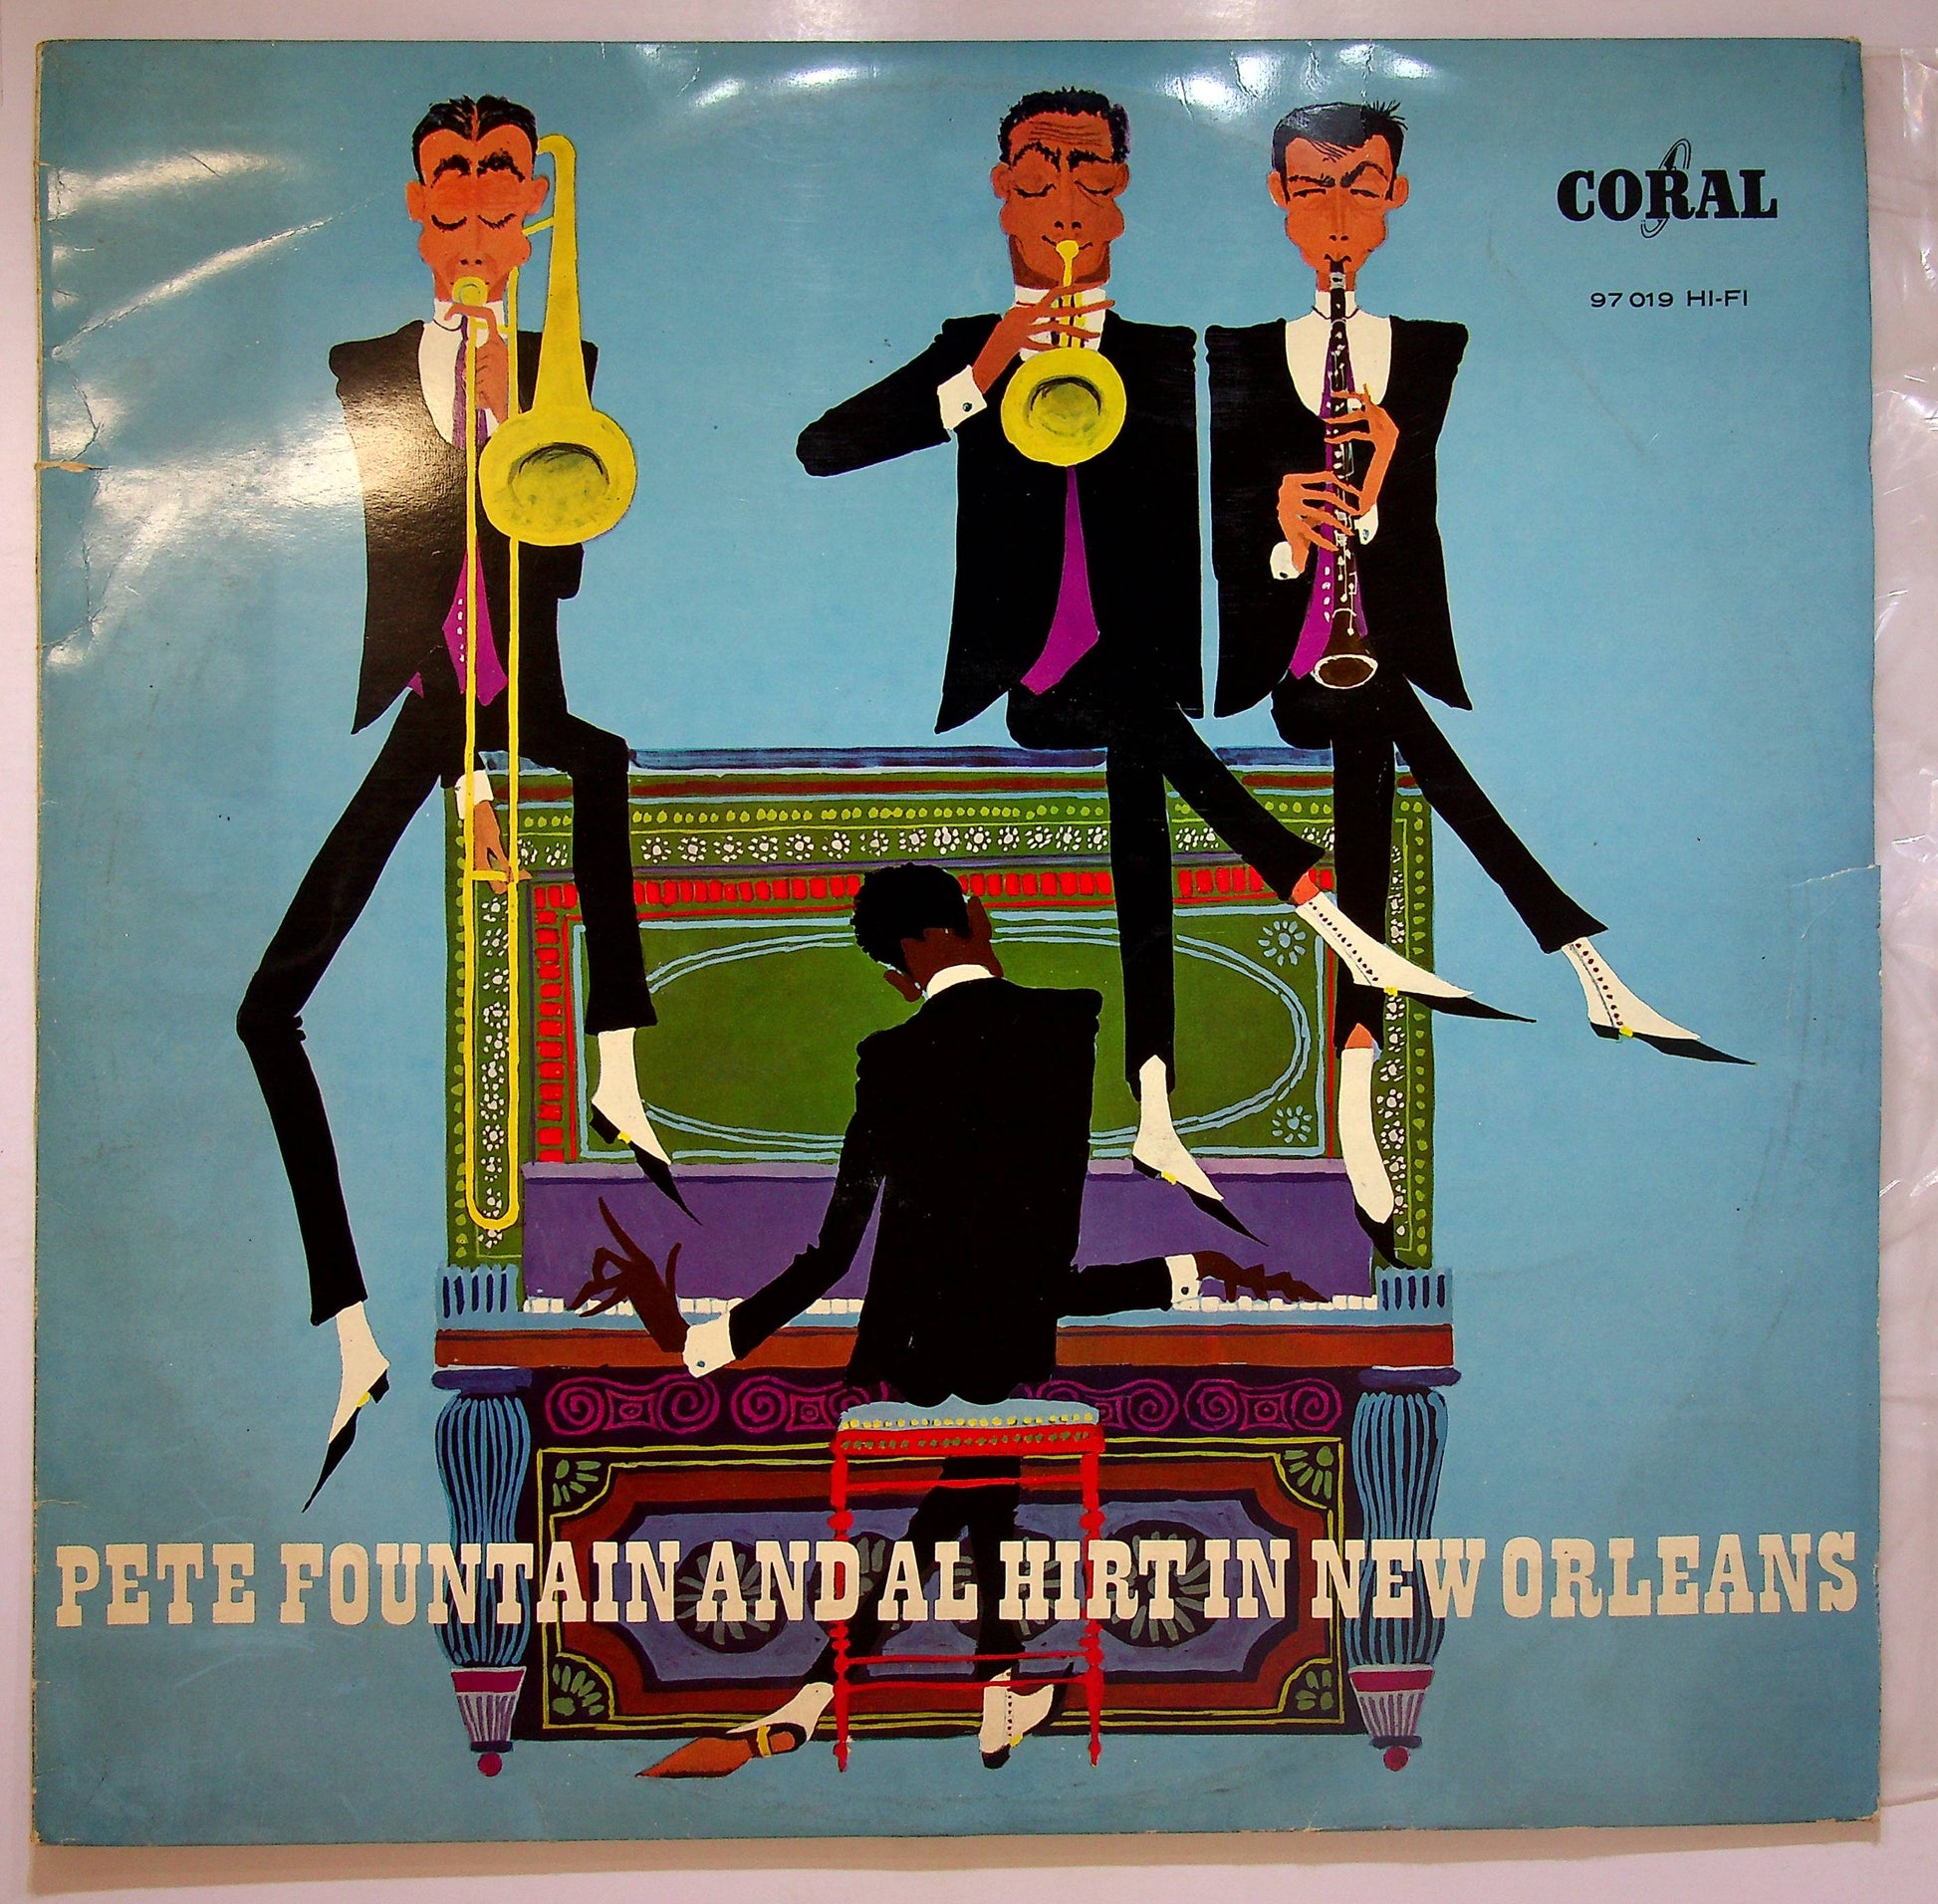 CORAL
97 019 HI-FI
PETE FOUNTAIN AND AL HIRT IN NEW ORLEANS